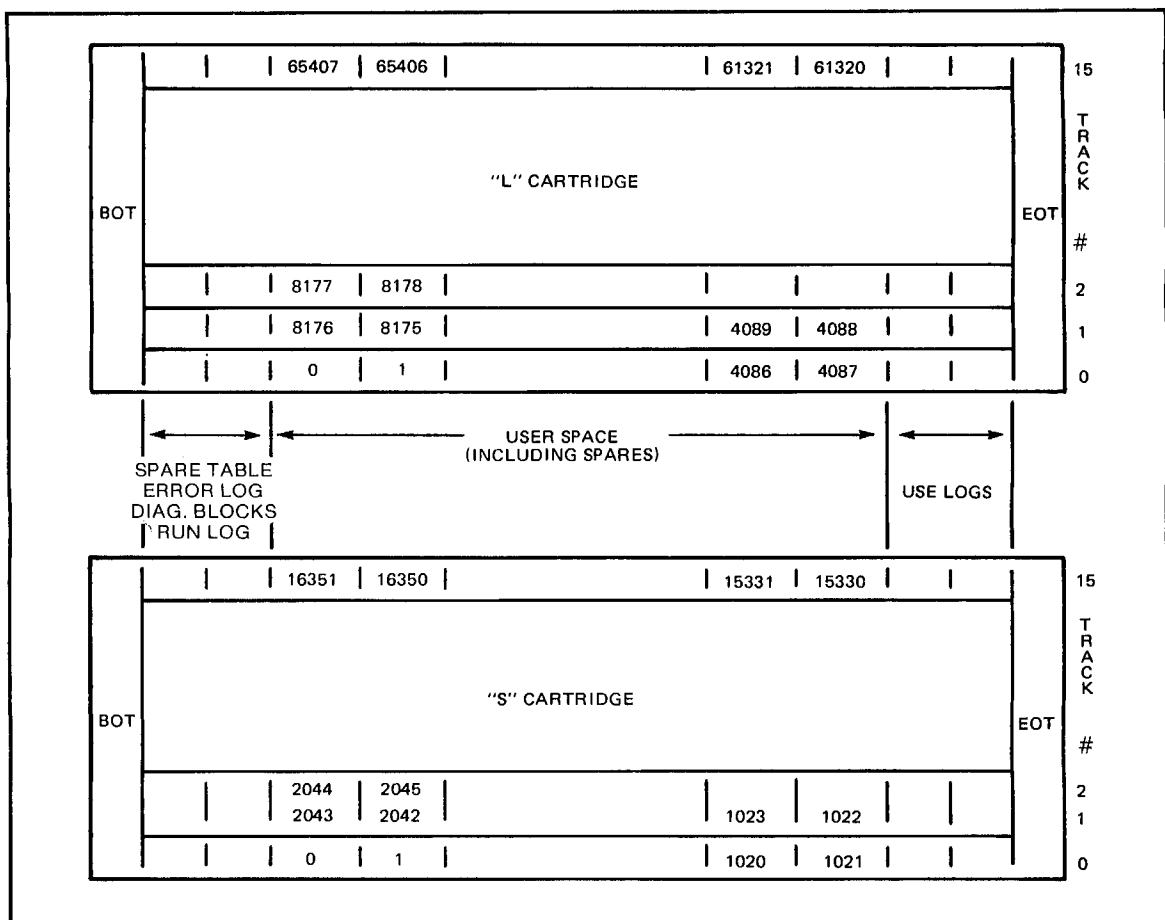 65407 65406 61321 61320 15
TRACK #
"L" CARTRIDGE
BOT EOT
8177 8178 2
8176 8175 4089 4088 1
0 1 4086 4087 0
USER SPACE
(INCLUDING SPARES)
SPARE TABLE
ERROR LOG
DIAG. BLOCKS
RUN LOG
USE LOGS
16351 16350 15331 15330 15
TRACK #
"S" CARTRIDGE
BOT EOT
2044 2045 2
2043 2042 1023 1022 1
0 1 1020 1021 0